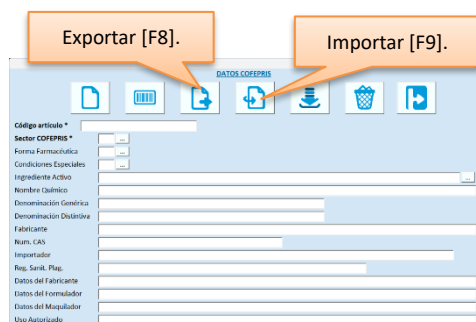 Exportar [F8].
Importar [F9].
DATOS COFEPRIS
Código artículo *
Sector COFEPRIS *
...
Forma Farmacéutica
...
Condiciones Especiales
...
Ingrediente Activo
...
Nombre Químico
Denominación Genérica
Denominación Distintiva
Fabricante
Num. CAS
Importador
Reg. Sanit. Plag.
Datos del Fabricante
Datos del Formulador
Datos del Maquilador
Uso Autorizado